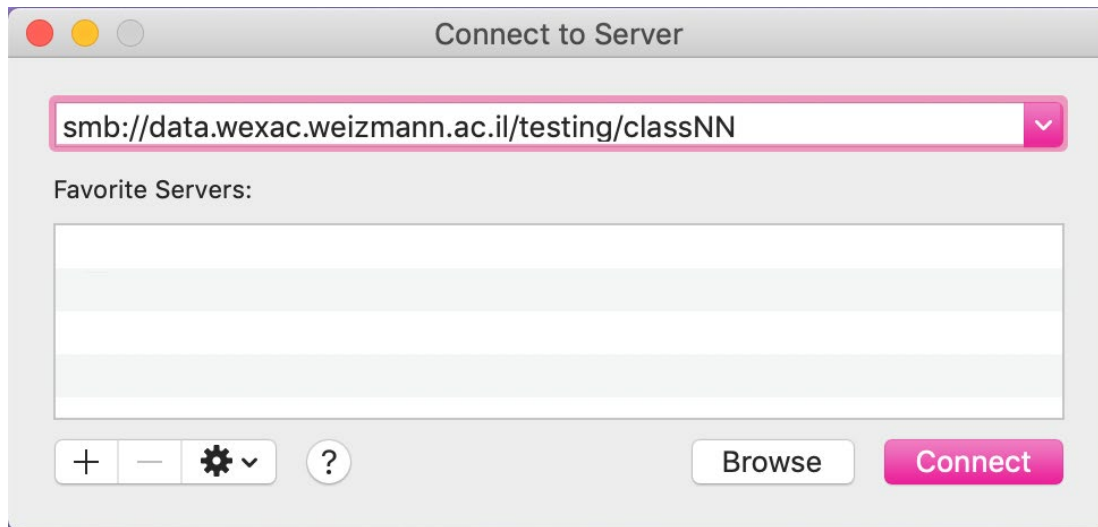 Connect to Server
smb://data.wexac.weizmann.ac.il/testing/classNN
Favorite Servers:
?
Browse
Connect